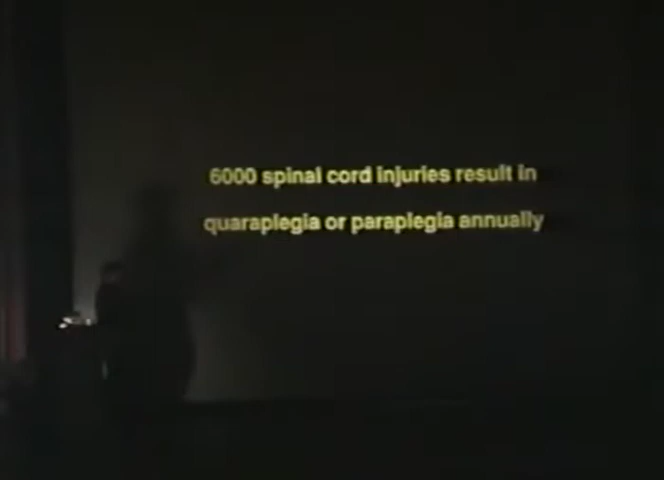 6000 spinal cord injuries result in
quaraplegia or paraplegia annually